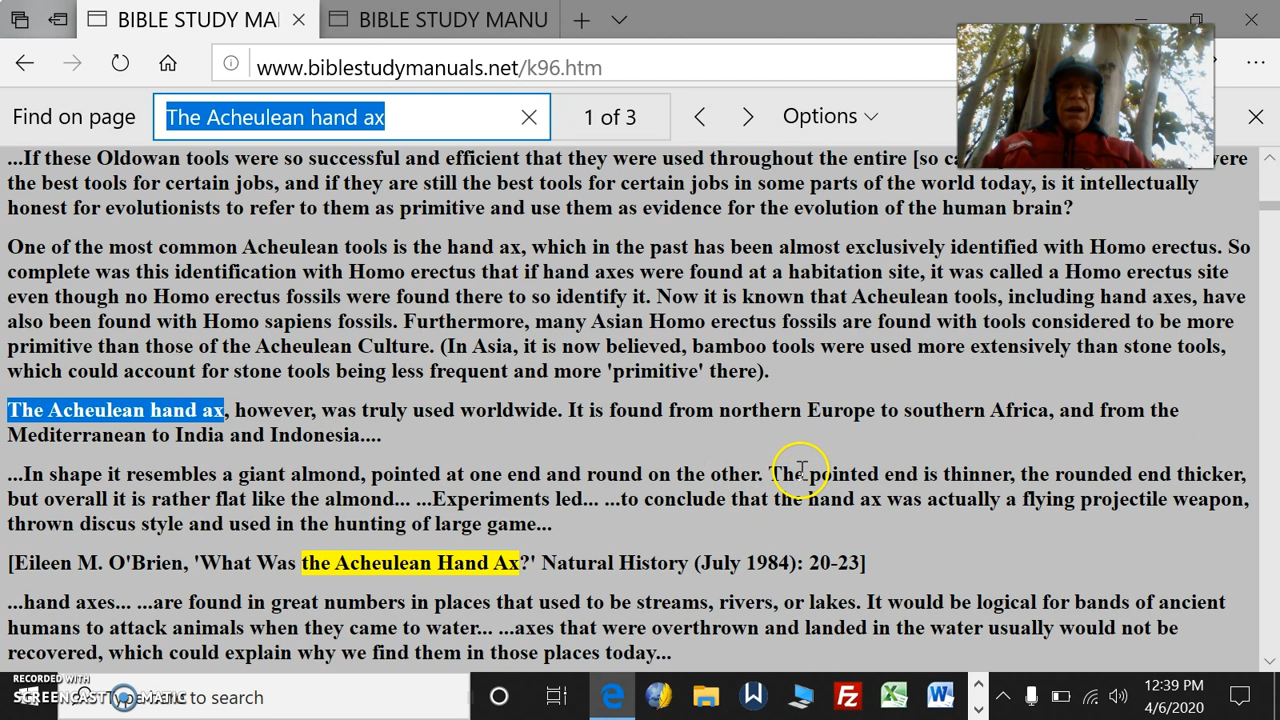 BIBLE STUDY MAN
BIBLE STUDY MANU
www.biblestudymanuals.net/k96.htm
Find on page
The Acheulean hand ax
1 of 3
Options
...If these Oldowan tools were so successful and efficient that they were used throughout the entire [so
were
the best tools for certain jobs, and if they are still the best tools for certain jobs in some parts of the world today, is it intellectually
honest for evolutionists to refer to them as primitive and use them as evidence for the evolution of the human brain?
One of the most common Acheulean tools is the hand ax, which in the past has been almost exclusively identified with Homo erectus. So
complete was this identification with Homo erectus that if hand axes were found at a habitation site, it was called a Homo erectus site
even though no Homo erectus fossils were found there to so identify it. Now it is known that Acheulean tools, including hand axes, have
also been found with Homo sapiens fossils. Furthermore, many Asian Homo erectus fossils are found with tools considered to be more
primitive than those of the Acheulean Culture. (In Asia, it is now believed, bamboo tools were used more extensively than stone tools,
which could account for stone tools being less frequent and more 'primitive' there).
The Acheulean hand ax, however, was truly used worldwide. It is found from northern Europe to southern Africa, and from the
Mediterranean to India and Indonesia....
...In shape it resembles a giant almond, pointed at one end and round on the other. The pointed end is thinner, the rounded end thicker,
but overall it is rather flat like the almond... ...Experiments led... ...to conclude that the hand ax was actually a flying projectile weapon,
thrown discus style and used in the hunting of large game...
[Eileen M. O'Brien, 'What Was the Acheulean Hand Ax?' Natural History (July 1984): 20-23]
...hand axes... ...are found in great numbers in places that used to be streams, rivers, or lakes. It would be logical for bands of ancient
humans to attack animals when they came to water... ...axes that were overthrown and landed in the water usually would not be
recovered, which could explain why we find them in those places today...
RECORDED WITH
SCREENCAST MATIC
Type here to search
12:39 PM
4/6/2020